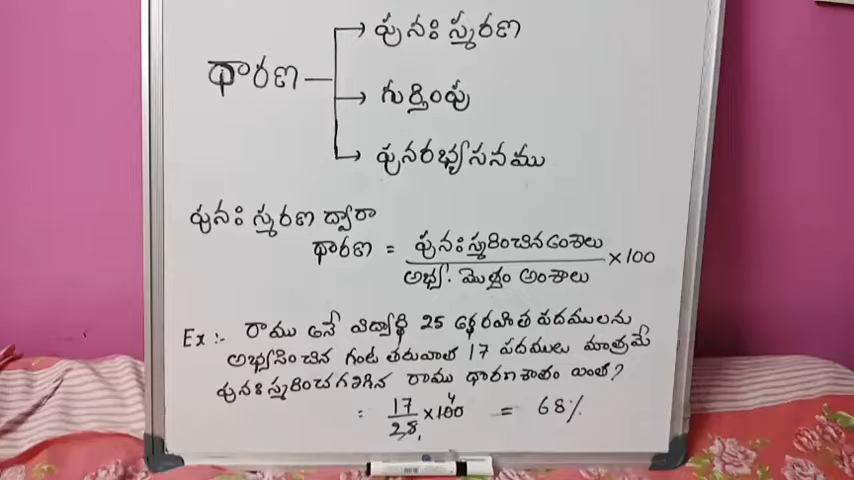 పునః స్మరణ
ధారణ
గుర్తింపు
పునరభ్యసనము
పునః స్మరణ ద్వారా
ధారణ = పునఃస్మరించిన అంశాలు × 100
అభ్య. మొత్తం అంశాలు
Ex :- రాము అనే విద్యార్థి 25 అర్థరహిత పదములను
అభ్యసించిన గంట తరువాత 17 పదములు మాత్రమే
పునఃస్మరించగలిగిన రాము ధారణ శాతం ఎంత?
= 17/25 × 100 4 = 68%